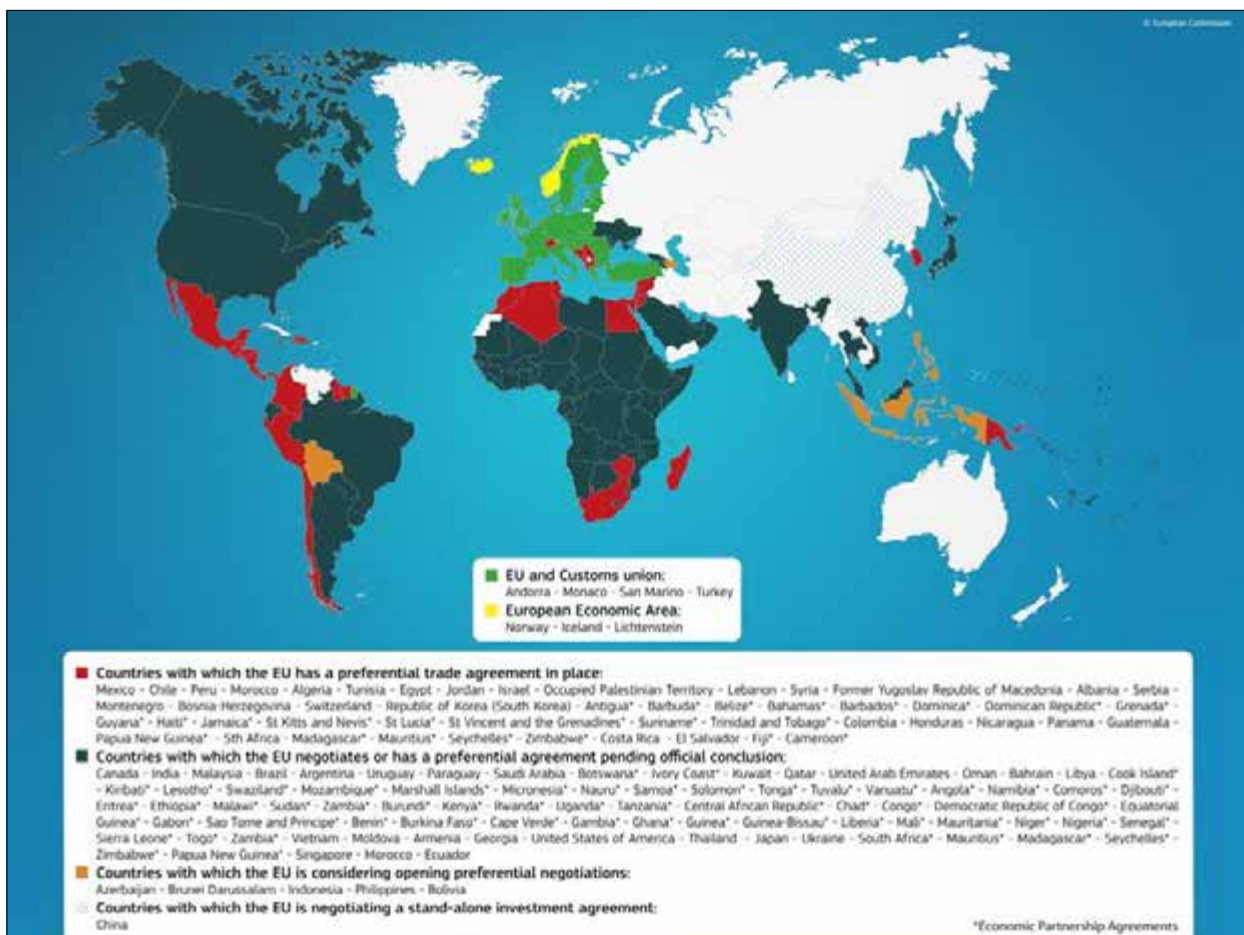 © European Commission
EU and Customs union:
Andorra - Monaco - San Marino - Turkey
European Economic Area:
Norway - Iceland - Lichtenstein
Countries with which the EU has a preferential trade agreement in place:
Mexico - Chile - Peru - Morocco - Algeria - Tunisia - Egypt - Jordan - Israel - Occupied Palestinian Territory - Lebanon - Syria - Former Yugoslav Republic of Macedonia - Albania - Serbia -
Montenegro - Bosnia-Herzegovina - Switzerland - Republic of Korea (South Korea) - Antigua* - Barbuda* - Belize* - Bahamas* - Barbados* - Dominica* - Dominican Republic* - Grenada* -
Guyana* - Haiti* - Jamaica* - St Kitts and Nevis* - St Lucia* - St Vincent and the Grenadines* - Suriname* - Trinidad and Tobago* - Colombia - Honduras - Nicaragua - Panama - Guatemala -
Papua New Guinea* - Sth Africa - Madagascar* - Mauritius* - Seychelles* - Zimbabwe* - Costa Rica - El Salvador - Fiji* - Cameroon*
Countries with which the EU negotiates or has a preferential agreement pending official conclusion:
Canada - India - Malaysia - Brazil - Argentina - Uruguay - Paraguay - Saudi Arabia - Botswana* - Ivory Coast* - Kuwait - Qatar - United Arab Emirates - Oman - Bahrain - Libya - Cook Island*
- Kiribati* - Lesotho* - Swaziland* - Mozambique* - Marshall Islands* - Micronesia* - Nauru* - Samoa* - Solomon* - Tonga* - Tuvalu* - Vanuatu* - Angola* - Namibia* - Comoros* - Djibouti* -
Eritrea* - Ethiopia* - Malawi* - Sudan* - Zambia* - Burundi* - Kenya* - Rwanda* - Uganda* - Tanzania* - Central African Republic* - Chad* - Congo* - Democratic Republic of Congo* - Equatorial
Guinea* - Gabon* - Sao Tome and Principe* - Benin* - Burkina Faso* - Cape Verde* - Gambia* - Ghana* - Guinea* - Guinea-Bissau* - Liberia* - Mali* - Mauritania* - Niger* - Nigeria* - Senegal* -
Sierra Leone* - Togo* - Zambia* - Vietnam - Moldova - Armenia - Georgia - United States of America - Thailand - Japan - Ukraine - South Africa* - Mauritius* - Madagascar* - Seychelles* -
Zimbabwe* - Papua New Guinea* - Singapore - Morocco - Ecuador
Countries with which the EU is considering opening preferential negotiations:
Azerbaijan - Brunei Darussalam - Indonesia - Philippines - Bolivia
Countries with which the EU is negotiating a stand-alone investment agreement:
China
*Economic Partnership Agreements